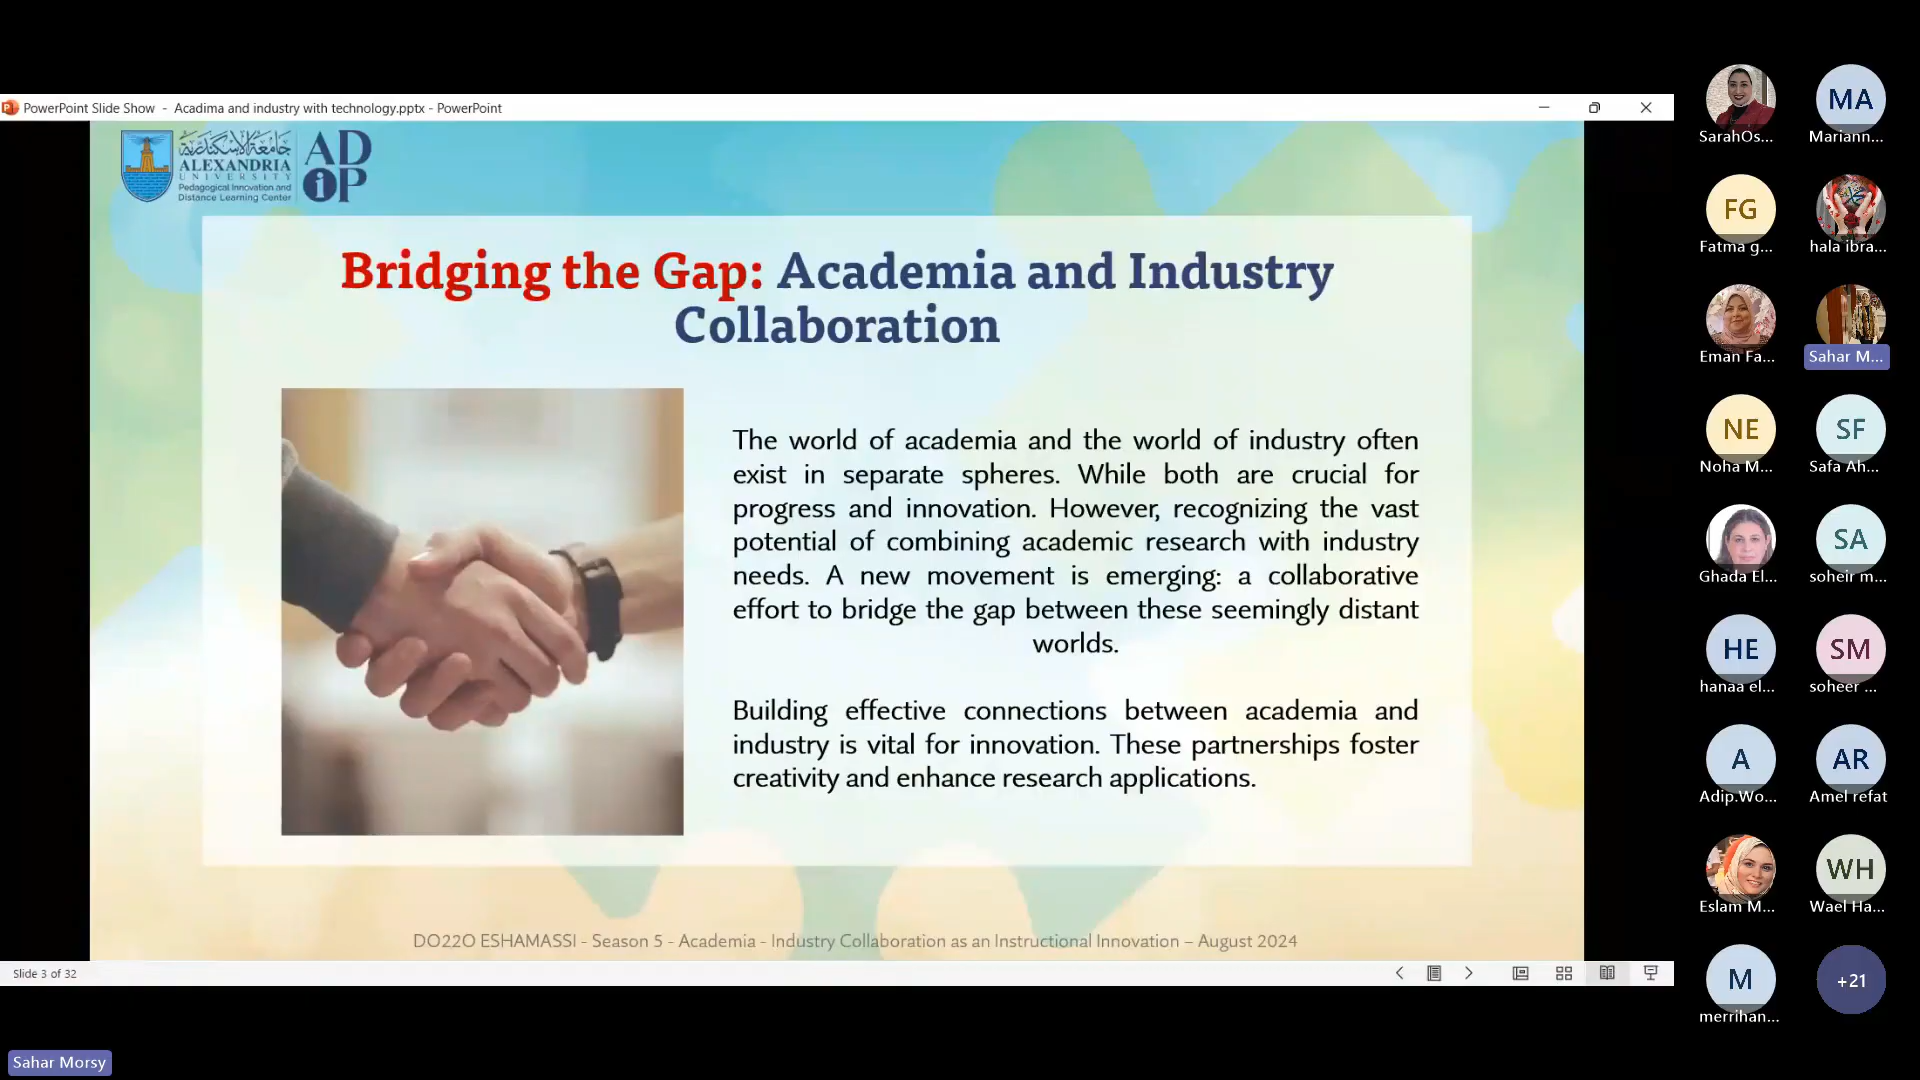 PowerPoint Slide Show - Acadima and industry with technology.pptx - PowerPoint
جامعة الإسكندرية
ALEXANDRIA
UNIVERSITY
Pedagogical Innovation and
Distance Learning Center
AD
iOP
Bridging the Gap: Academia and Industry
Collaboration
The world of academia and the world of industry often
exist in separate spheres. While both are crucial for
progress and innovation. However, recognizing the vast
potential of combining academic research with industry
needs. A new movement is emerging: a collaborative
effort to bridge the gap between these seemingly distant
worlds.
Building effective connections between academia and
industry is vital for innovation. These partnerships foster
creativity and enhance research applications.
DO22O ESHAMASSI - Season 5 - Academia - Industry Collaboration as an Instructional Innovation – August 2024
Slide 3 of 32
Sahar Morsy
SarahOs...
MA
Mariann...
FG
Fatma g...
hala ibra...
Eman Fa...
Sahar M...
NE
Noha M...
SF
Safa Ah...
Ghada El...
SA
soheir m...
HE
hanaa el...
SM
soheer ...
A
Adip.Wo...
AR
Amel refat
Eslam M...
WH
Wael Ha...
M
merrihan...
+21